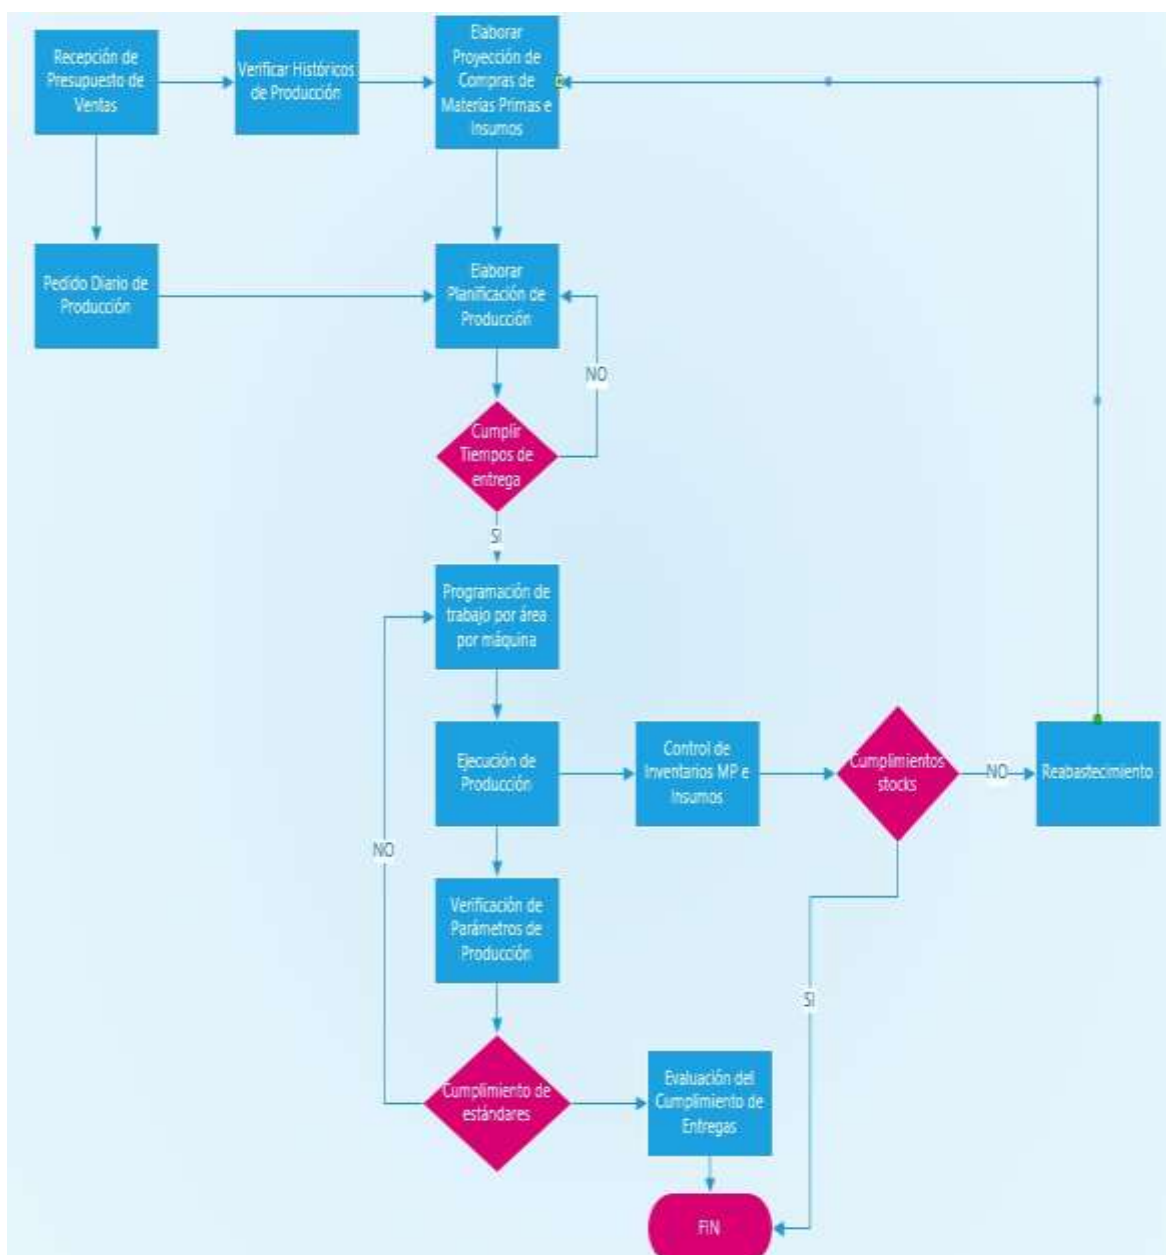 Recepción de
Presupuesto de
Ventas
Verificar Históricos
de Producción
Elaborar
Proyección de
Compras de
Materias Primas e
Insumos
Pedido Diario de
Producción
Elaborar
Planificación de
Producción
NO
Cumplir
Tiempos de
entrega
SI
Programación de
trabajo por área
por máquina
Ejecución de
Producción
Control de
Inventarios MP e
Insumos
Cumplimientos
stocks
NO
Reabastecimiento
NO
Verificación de
Parámetros de
Producción
SI
Cumplimiento de
estándares
Evaluación del
Cumplimiento de
Entregas
FIN